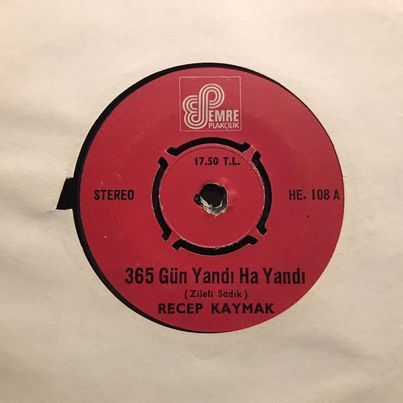 EMRE
PLAKÇILIK
17.50 T.L.
STEREO
HE. 108 A
365 Gün Yandı Ha Yandı
(Zileli Sadık)
RECEP KAYMAK